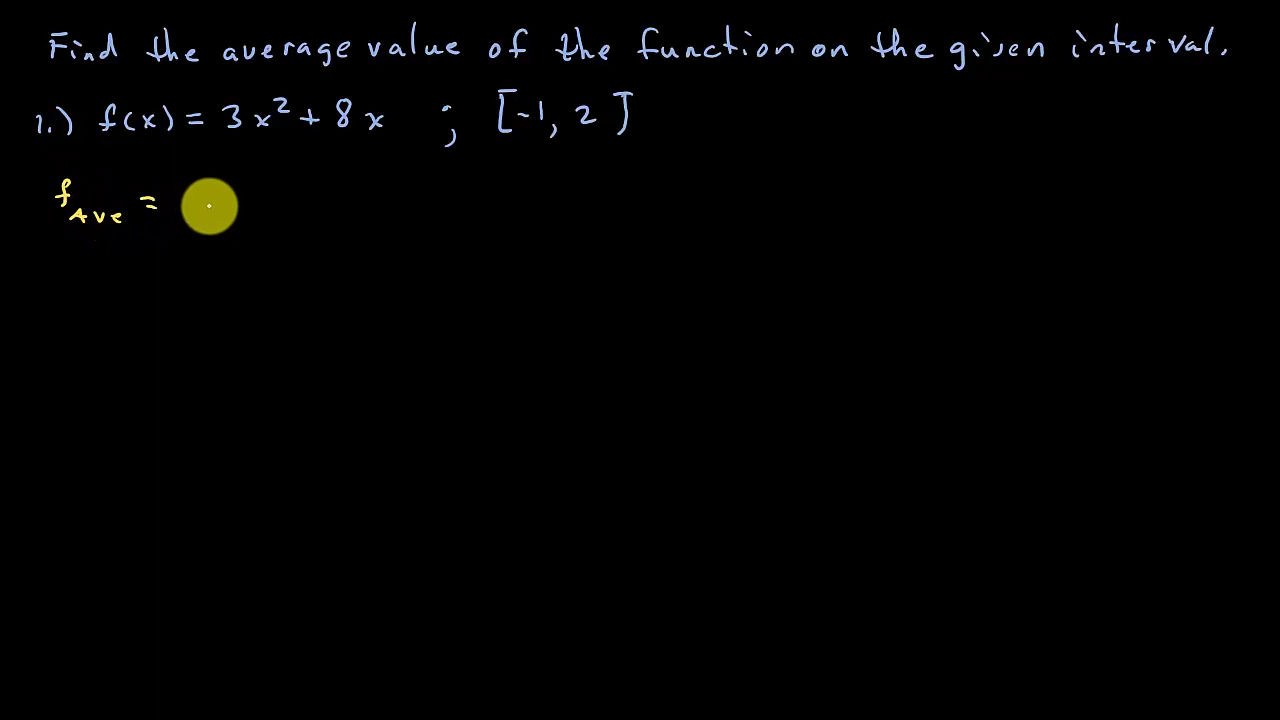 Find the average value of the function on the given interval.
1.) f(x) = 3x² + 8x ; [-1, 2]
f_Ave =